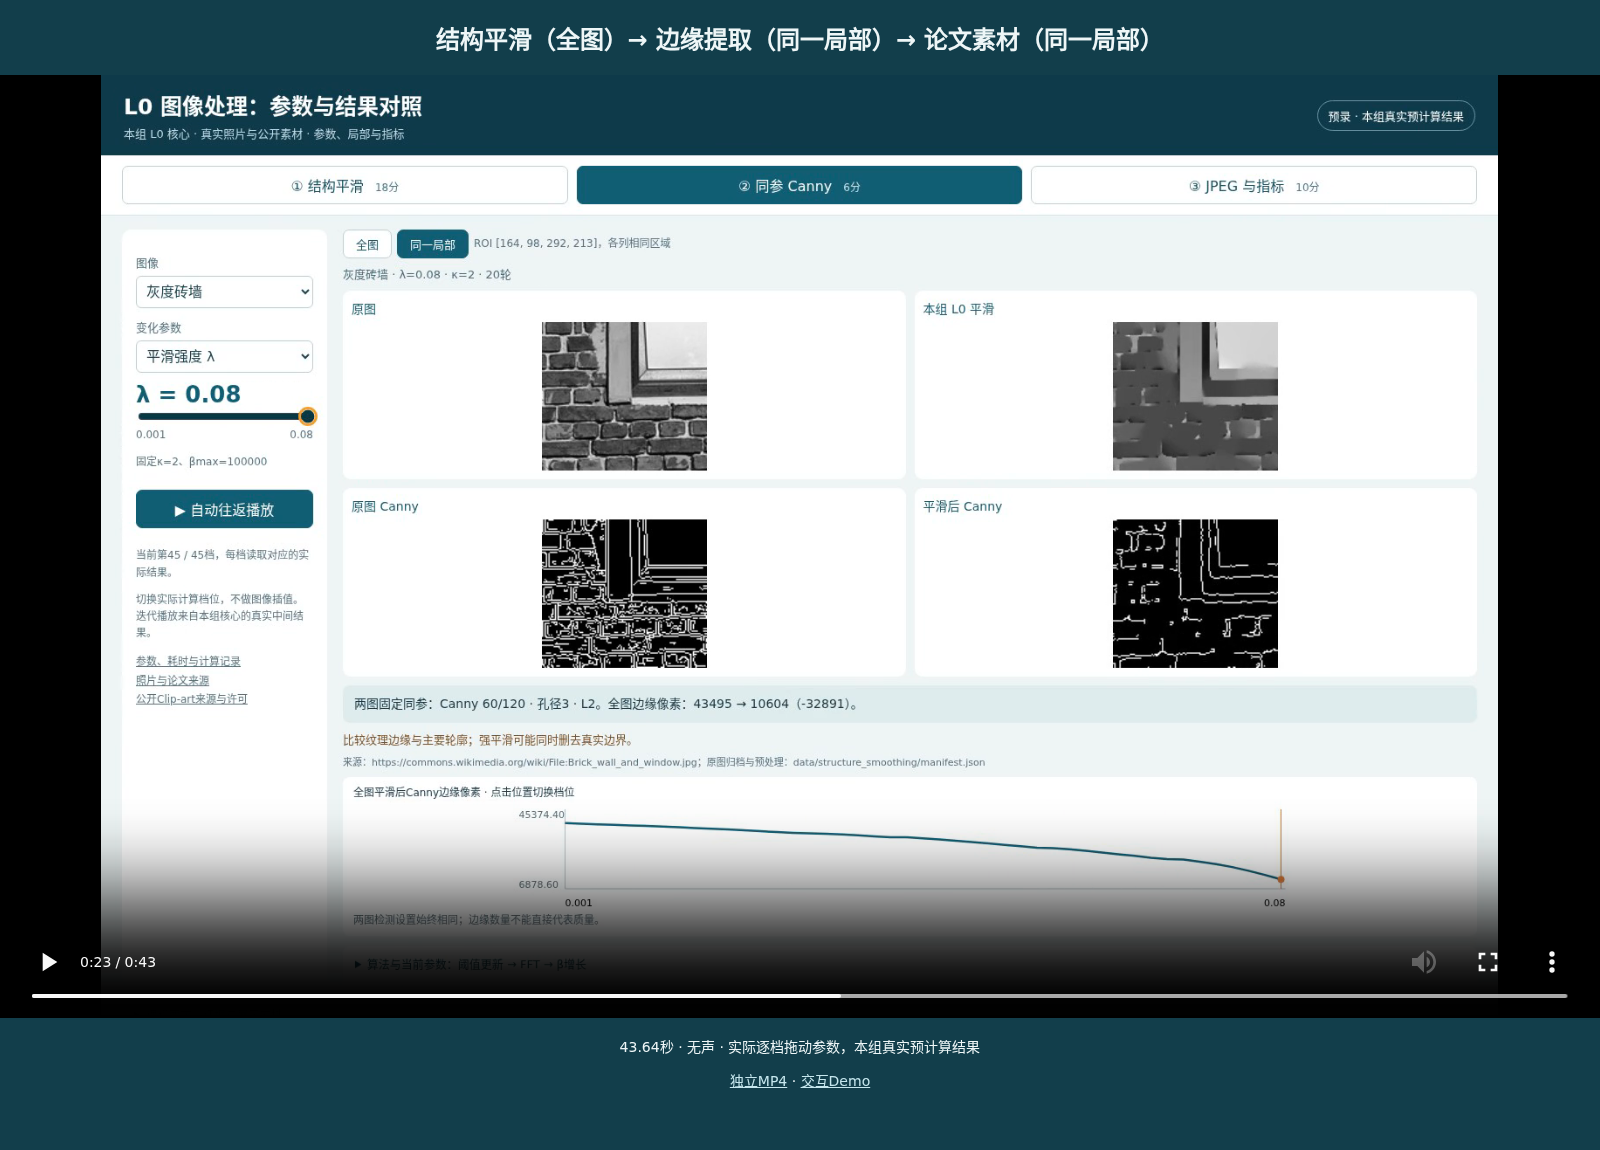 结构平滑（全图）→ 边缘提取（同一局部）→ 论文素材（同一局部）
L0 图像处理：参数与结果对照
本组 L0 核心 · 真实照片与公开素材 · 参数、局部与指标
预录 · 本组真实预计算结果
① 结构平滑 18分
② 同参 Canny 6分
③ JPEG 与指标 10分
图像
灰度砖墙
变化参数
平滑强度 λ
λ = 0.08
0.001 0.08
固定κ=2、βmax=100000
▶ 自动往返播放
当前第45 / 45档，每档读取对应的实
际结果。
切换实际计算档位，不做图像插值。
迭代播放来自本组核心的真实中间结
果。
参数、耗时与计算记录
照片与论文来源
公开Clip-art来源与许可
全图 同一局部 ROI [164, 98, 292, 213]，各列相同区域
灰度砖墙 · λ=0.08 · κ=2 · 20轮
原图
本组 L0 平滑
原图 Canny
平滑后 Canny
两图固定同参：Canny 60/120 · 孔径3 · L2。全图边缘像素：43495 → 10604（-32891）。
比较纹理边缘与主要轮廓；强平滑可能同时删去真实边界。
来源：https://commons.wikimedia.org/wiki/File:Brick_wall_and_window.jpg；原图归档与预处理：data/structure_smoothing/manifest.json
全图平滑后Canny边缘像素 · 点击位置切换档位
45374.40
6878.60
0.001 0.08
两图检测设置始终相同；边缘数量不能直接代表质量。
▶ 算法与当前参数：阈值更新 → FFT → β增长
0:23 / 0:43
43.64秒 · 无声 · 实际逐档拖动参数，本组真实预计算结果
独立MP4 · 交互Demo